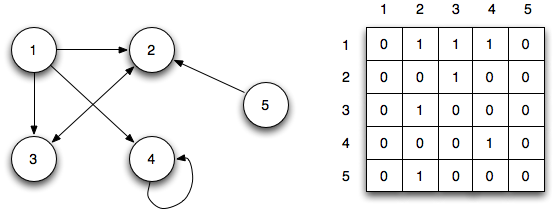 1 2 3 4 5
1 2
5
3 4
1 0 1 1 1 0
2 0 0 1 0 0
3 0 1 0 0 0
4 0 0 0 1 0
5 0 1 0 0 0